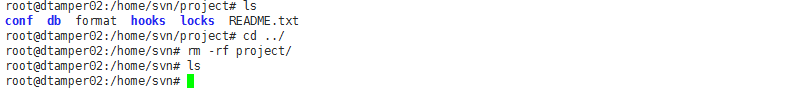 root@dtamper02:/home/svn/project# ls
conf db format hooks locks README.txt
root@dtamper02:/home/svn/project# cd ../
root@dtamper02:/home/svn# rm -rf project/
root@dtamper02:/home/svn# ls
root@dtamper02:/home/svn#